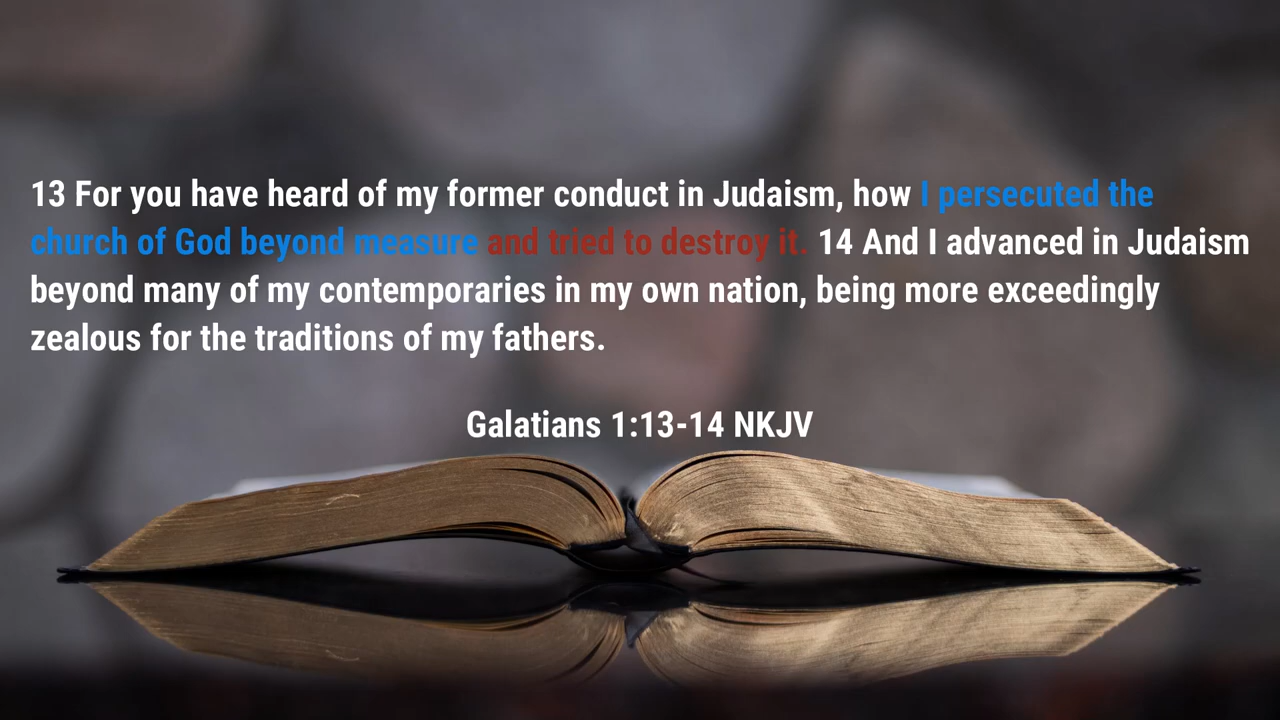 13 For you have heard of my former conduct in Judaism, how I persecuted the
church of God beyond measure and tried to destroy it. 14 And I advanced in Judaism
beyond many of my contemporaries in my own nation, being more exceedingly
zealous for the traditions of my fathers.
Galatians 1:13-14 NKJV